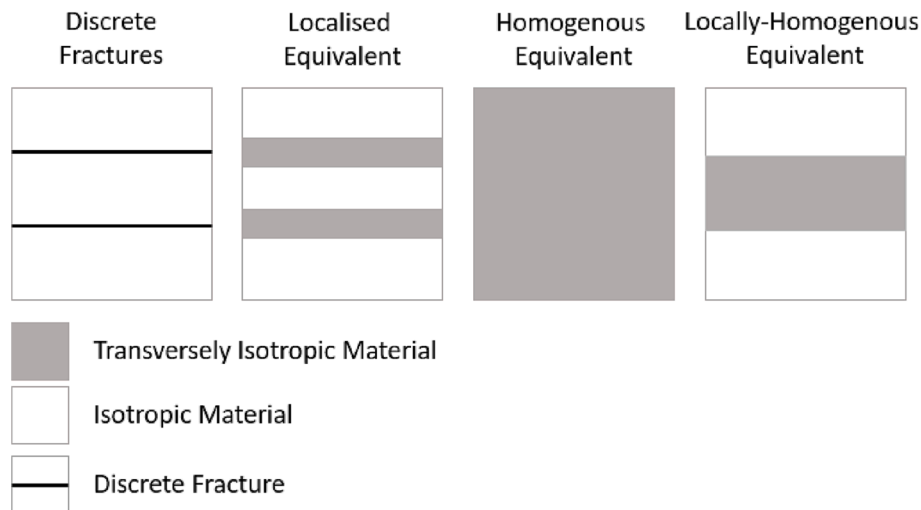 Discrete
Fractures
Localised
Equivalent
Homogenous
Equivalent
Locally-Homogenous
Equivalent
Transversely Isotropic Material
Isotropic Material
Discrete Fracture